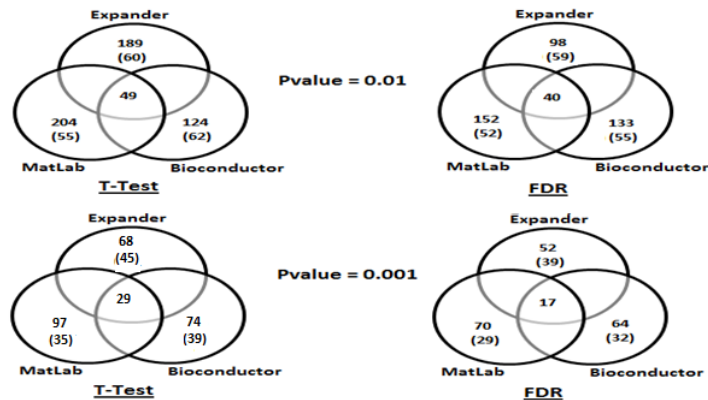 Expander
189
(60)
49
204
(55)
124
(62)
MatLab
Bioconductor
T-Test
Pvalue = 0.01
Expander
98
(59)
40
152
(52)
133
(55)
MatLab
Bioconductor
FDR
Expander
68
(45)
29
97
(35)
74
(39)
MatLab
Bioconductor
T-Test
Pvalue = 0.001
Expander
52
(39)
17
70
(29)
64
(32)
MatLab
Bioconductor
FDR